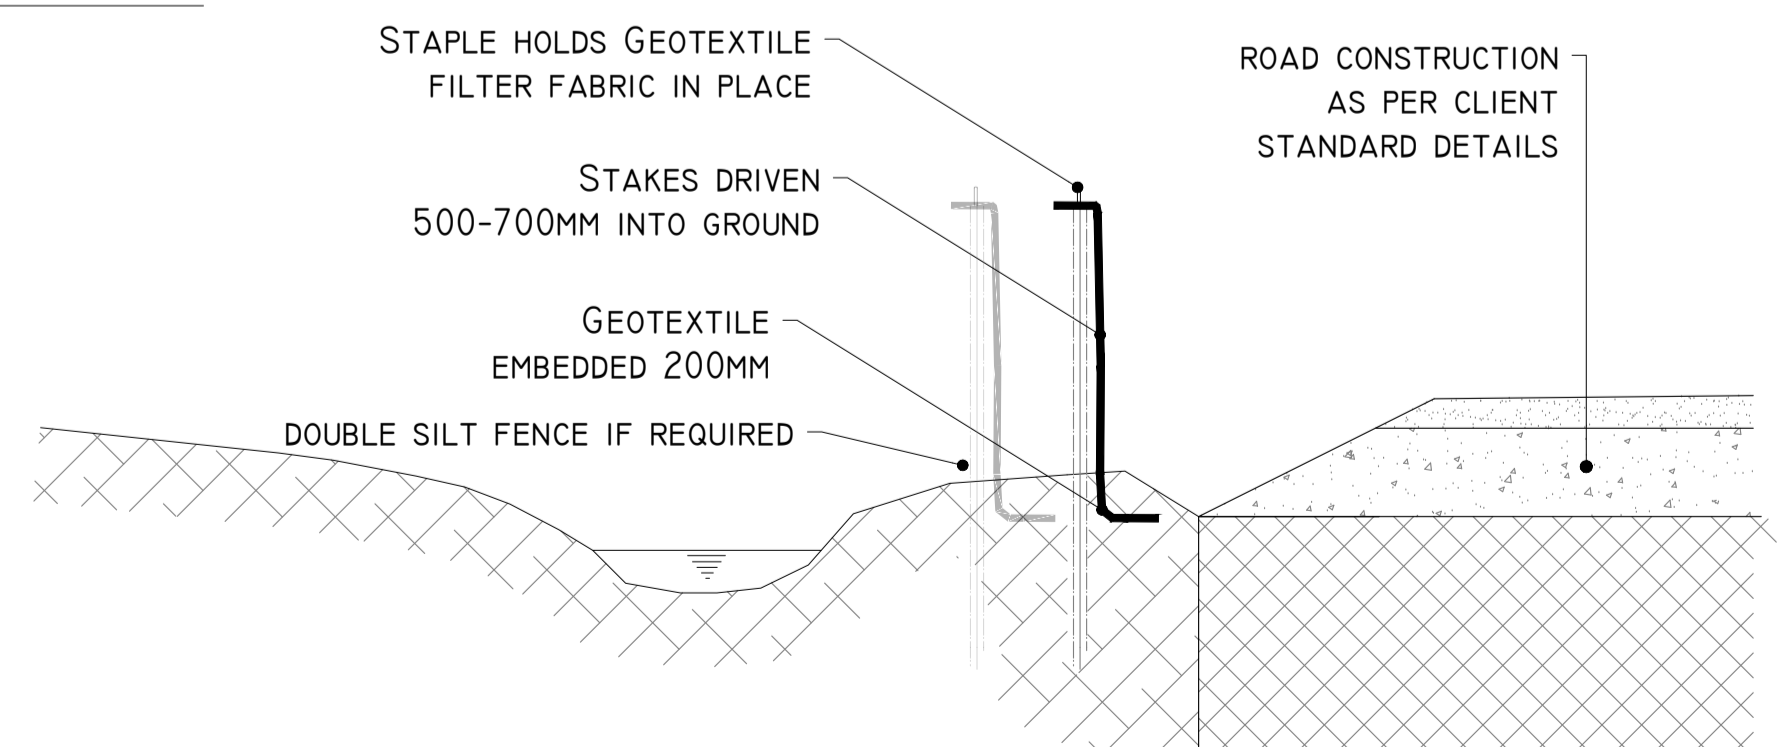 STAPLE HOLDS GEOTEXTILE
FILTER FABRIC IN PLACE
STAKES DRIVEN
500-700MM INTO GROUND
GEOTEXTILE
EMBEDDED 200MM
DOUBLE SILT FENCE IF REQUIRED
ROAD CONSTRUCTION
AS PER CLIENT
STANDARD DETAILS